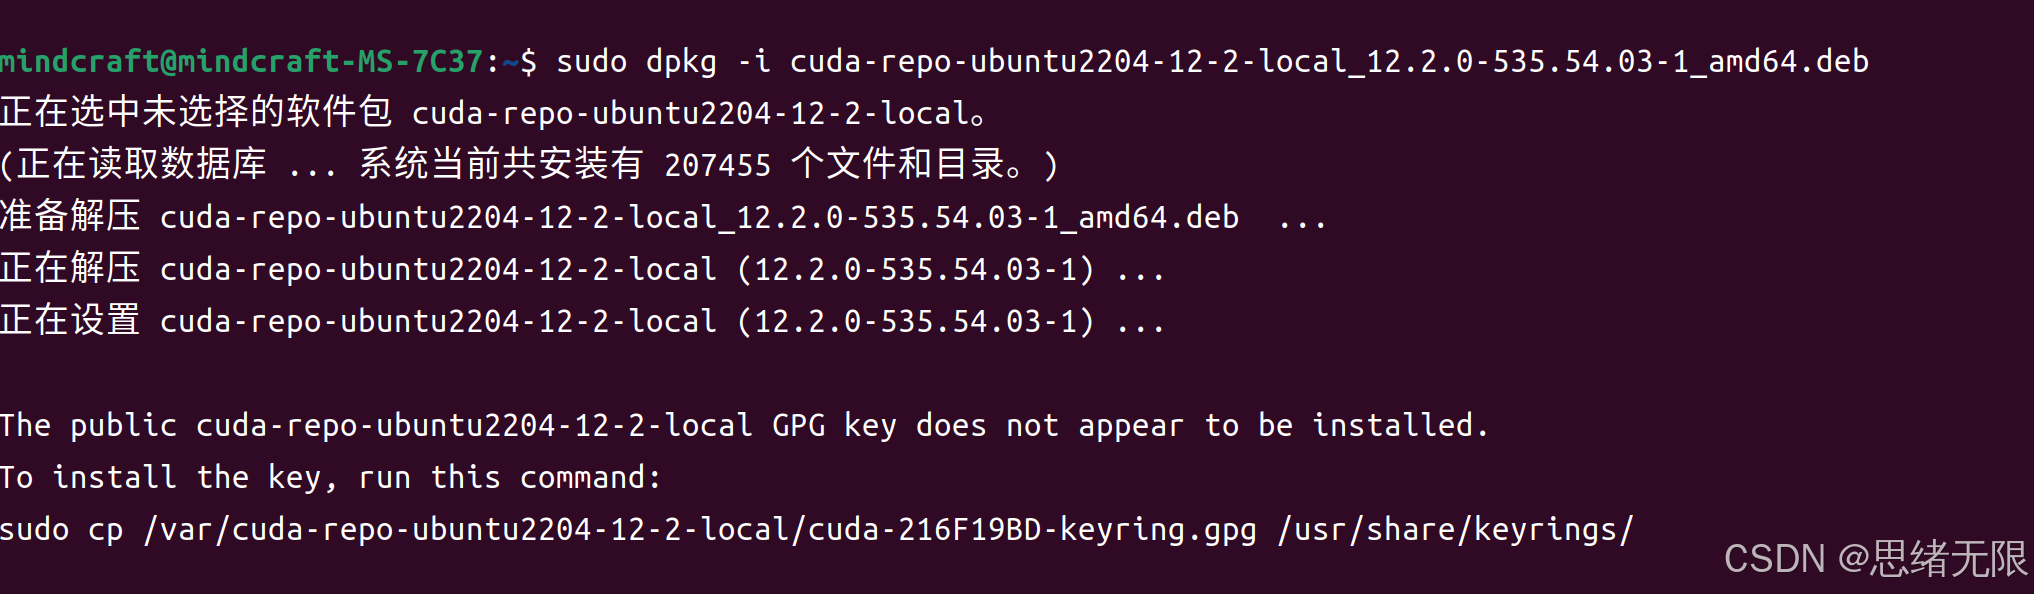 mindcraft@mindcraft-MS-7C37:~$ sudo dpkg -i cuda-repo-ubuntu2204-12-2-local_12.2.0-535.54.03-1_amd64.deb
正在选中未选择的软件包 cuda-repo-ubuntu2204-12-2-local。
(正在读取数据库 ... 系统当前共安装有 207455 个文件和目录。)
准备解压 cuda-repo-ubuntu2204-12-2-local_12.2.0-535.54.03-1_amd64.deb  ...
正在解压 cuda-repo-ubuntu2204-12-2-local (12.2.0-535.54.03-1) ...
正在设置 cuda-repo-ubuntu2204-12-2-local (12.2.0-535.54.03-1) ...
The public cuda-repo-ubuntu2204-12-2-local GPG key does not appear to be installed.
To install the key, run this command:
sudo cp /var/cuda-repo-ubuntu2204-12-2-local/cuda-216F19BD-keyring.gpg /usr/share/keyrings/
CSDN @思绪无限